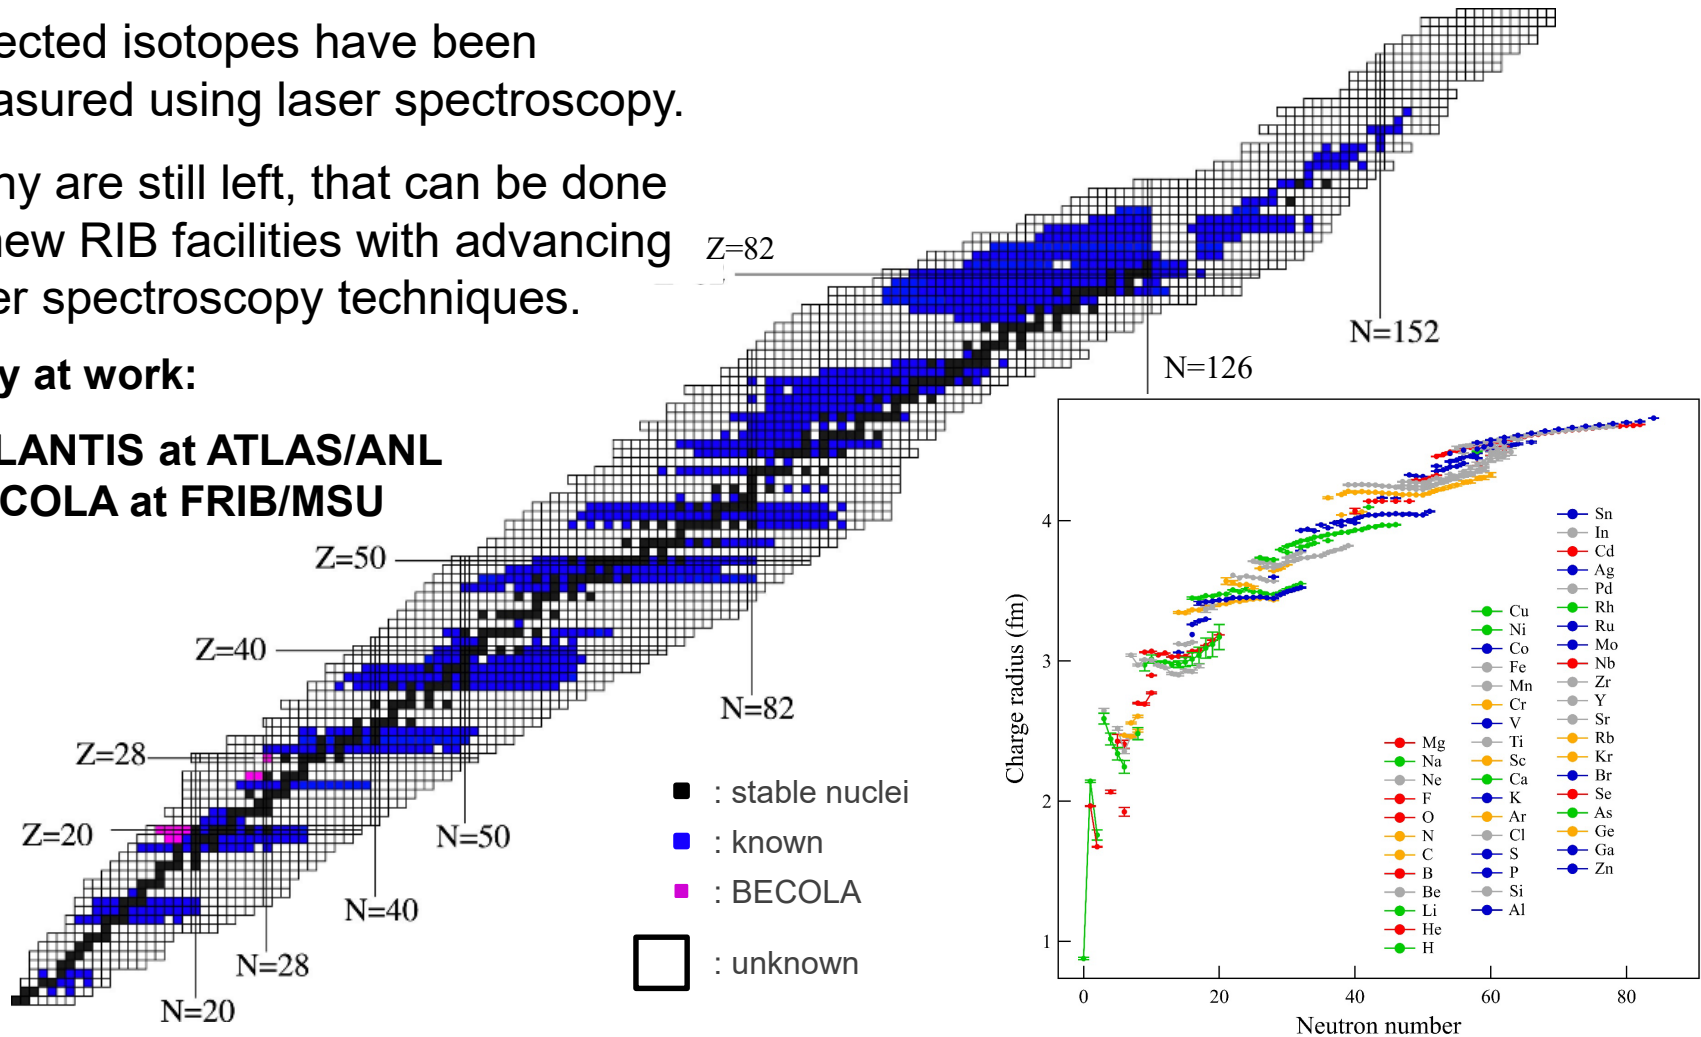 ected isotopes have been
asured using laser spectroscopy.
ny are still left, that can be done
new RIB facilities with advancing
er spectroscopy techniques.
y at work:
LANTIS at ATLAS/ANL
COLA at FRIB/MSU
Z=82
N=152
N=126
Z=50
Z=40
N=82
Z=28
N=50
Z=20
N=40
N=28
N=20
: stable nuclei
: known
: BECOLA
: unknown
Charge radius (fm)
4
3
2
1
0
20
40
60
80
Neutron number
Mg
Na
Ne
F
O
N
C
B
Be
Li
He
H
Cu
Ni
Co
Fe
Mn
Cr
V
Ti
Sc
Ca
K
Ar
Cl
S
P
Si
Al
Sn
In
Cd
Ag
Pd
Rh
Ru
Mo
Nb
Zr
Y
Sr
Rb
Kr
Br
Se
As
Ge
Ga
Zn